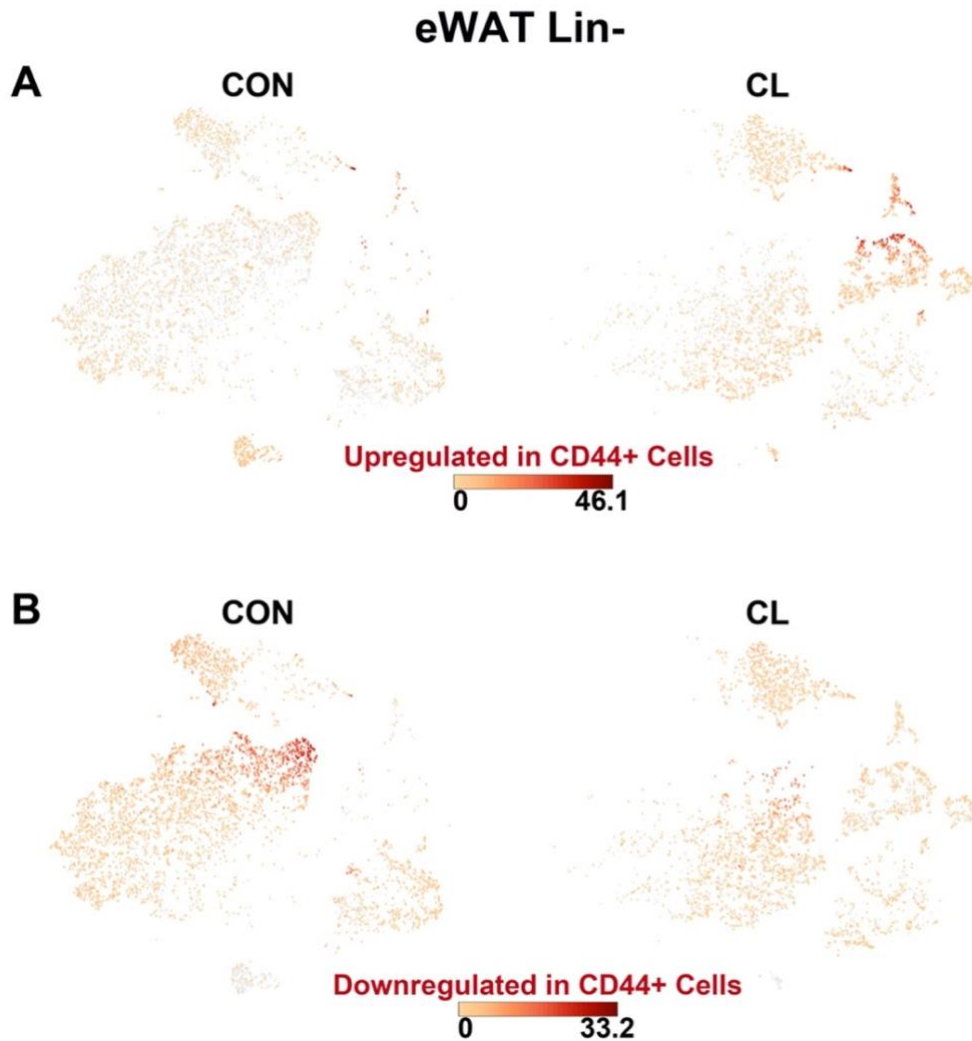 eWAT Lin-
A
CON
CL
Upregulated in CD44+ Cells
0
46.1
B
CON
CL
Downregulated in CD44+ Cells
0
33.2